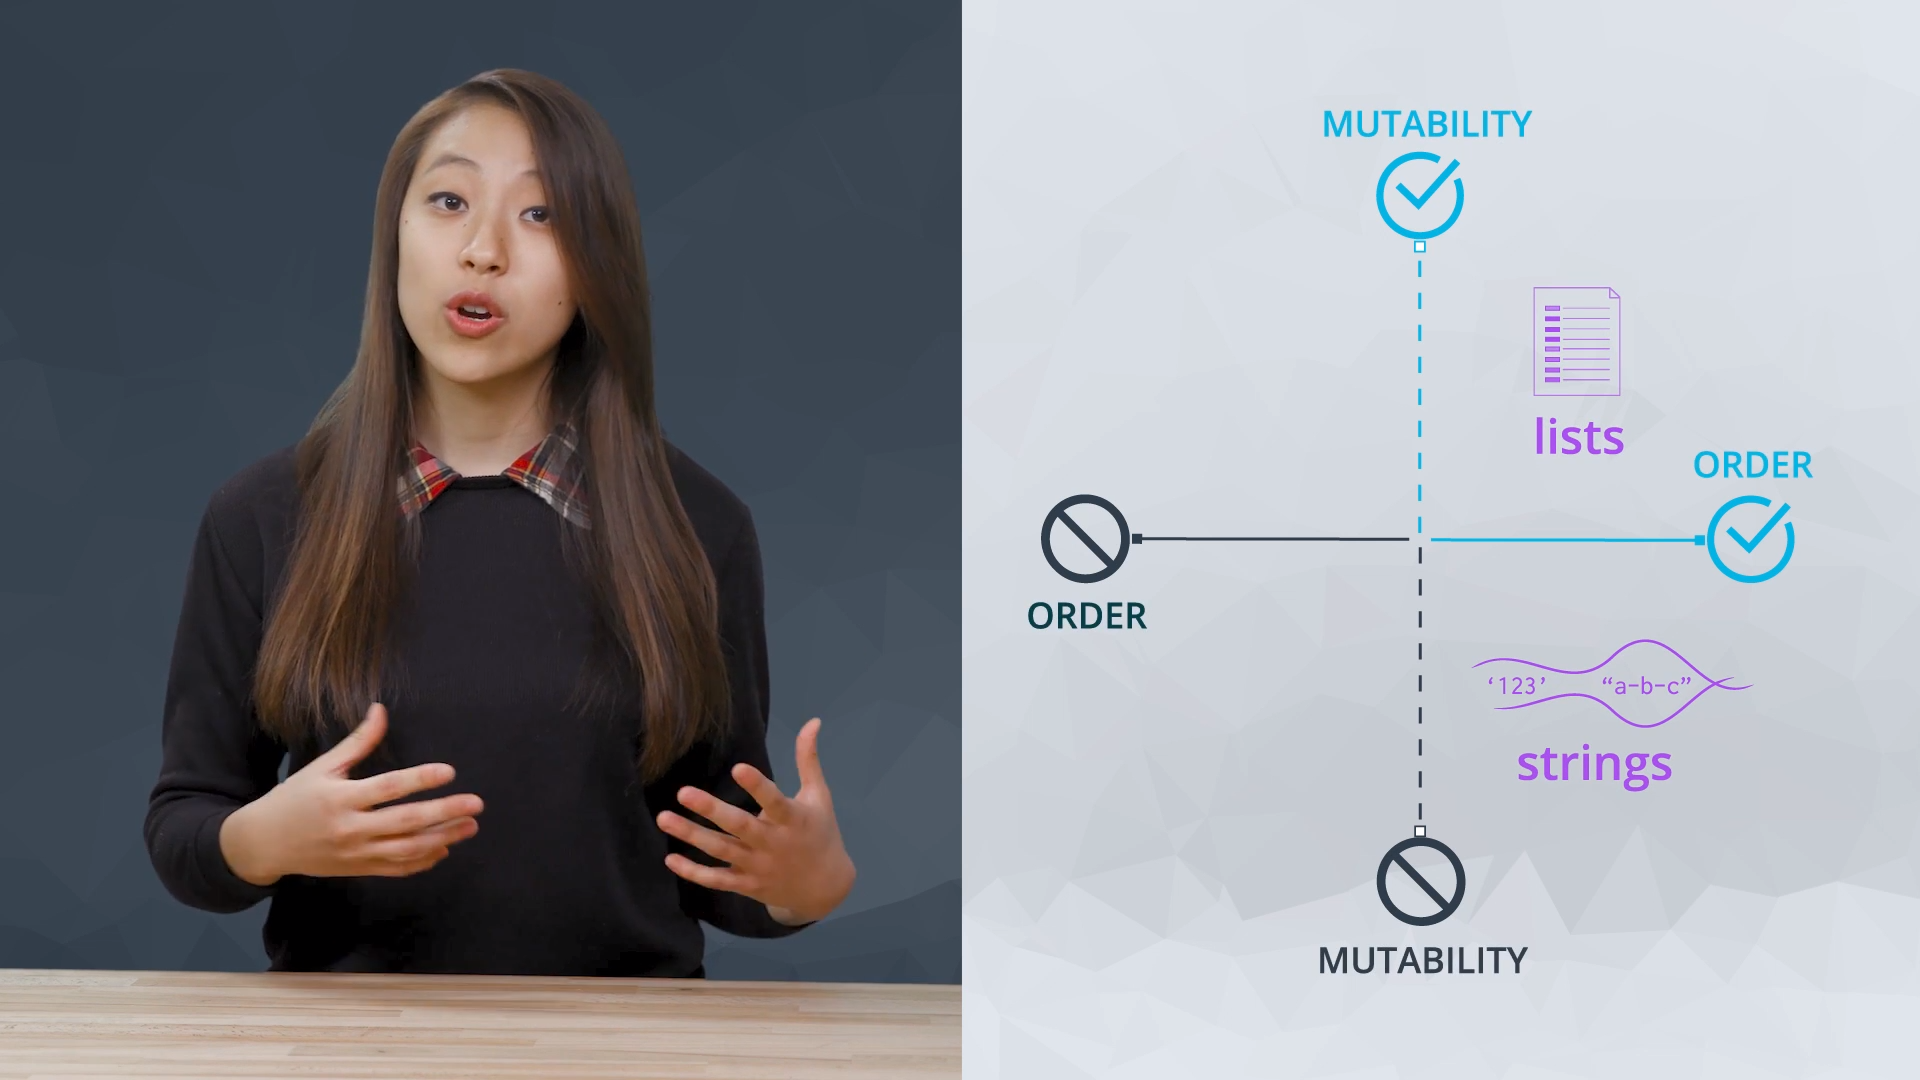 MUTABILITY
lists
ORDER
ORDER
‘123’ “a-b-c”
strings
MUTABILITY